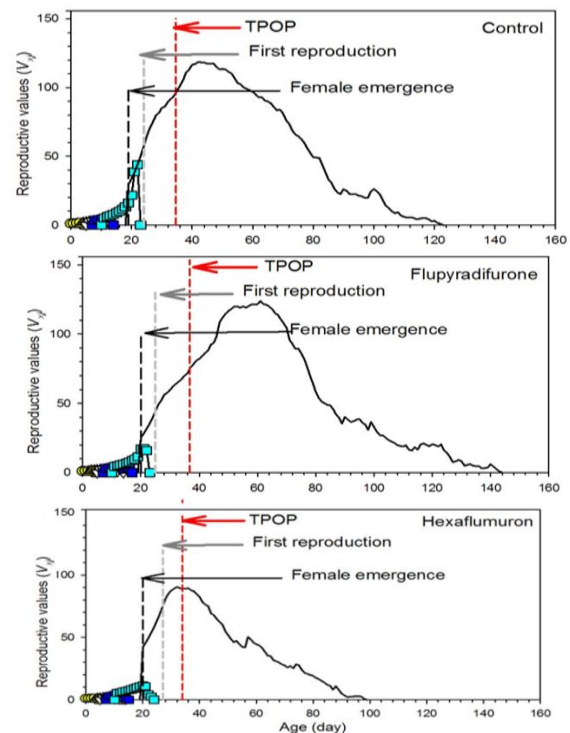 150
TPOP
Control
First reproduction
100
Female emergence
50
0
Reproductive values (Vxj)
0 20 40 60 80 100 120 140 160
150
TPOP
Flupyradifurone
First reproduction
100
Female emergence
50
0
Reproductive values (Vxj)
0 20 40 60 80 100 120 140 160
150
TPOP
Hexaflumuron
First reproduction
100
Female emergence
50
0
Reproductive values (Vxj)
0 20 40 60 80 100 120 140 160
Age (day)